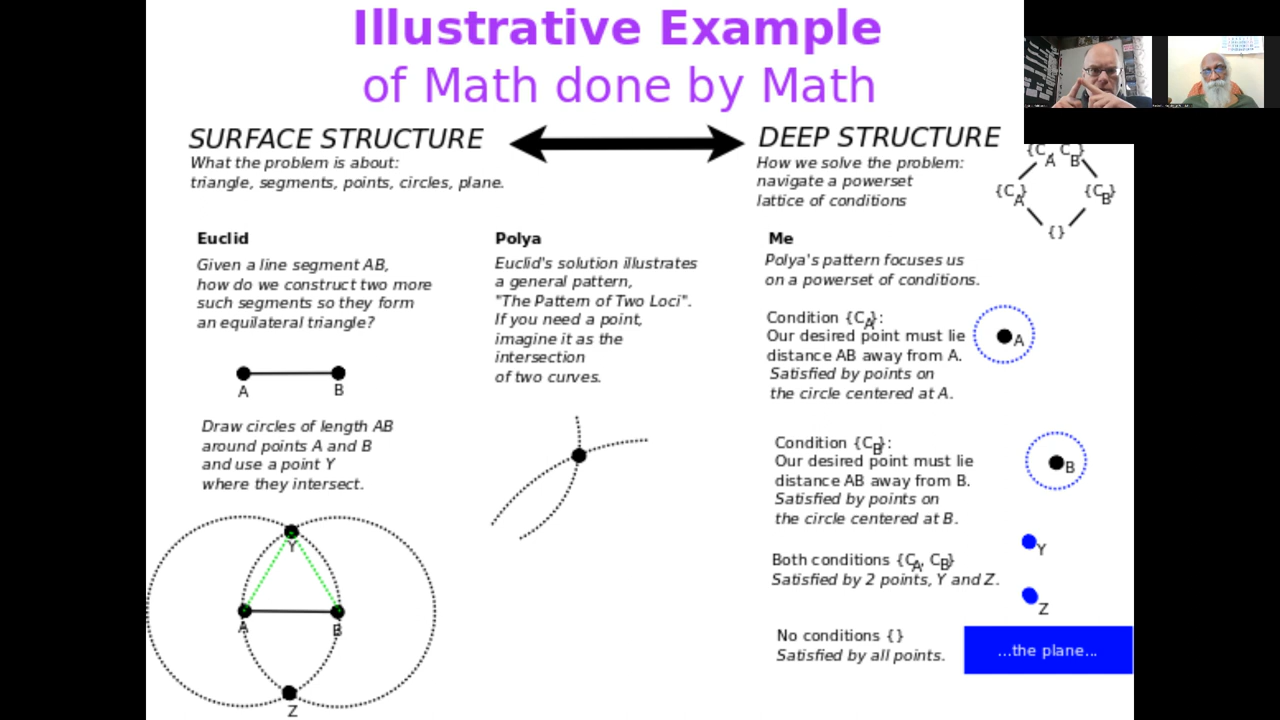 Illustrative Example
of Math done by Math
SURFACE STRUCTURE
What the problem is about:
triangle, segments, points, circles, plane.
DEEP STRUCTURE
How we solve the problem:
navigate a powerset
lattice of conditions
{C_A, C_B}
{C_A}
{C_B}
{}
Euclid
Given a line segment AB,
how do we construct two more
such segments so they form
an equilateral triangle?
A
B
Draw circles of length AB
around points A and B
and use a point Y
where they intersect.
Y
A
B
Z
Polya
Euclid's solution illustrates
a general pattern,
"The Pattern of Two Loci".
If you need a point,
imagine it as the
intersection
of two curves.
Me
Polya's pattern focuses us
on a powerset of conditions.
Condition {C_A}:
Our desired point must lie
distance AB away from A.
Satisfied by points on
the circle centered at A.
A
Condition {C_B}:
Our desired point must lie
distance AB away from B.
Satisfied by points on
the circle centered at B.
B
Both conditions {C_A, C_B}
Satisfied by 2 points, Y and Z.
Y
Z
No conditions {}
Satisfied by all points.
...the plane...